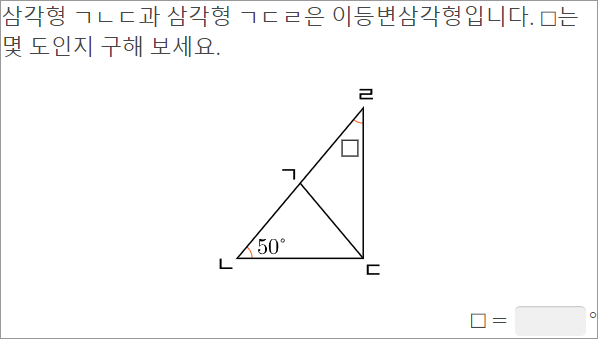 삼각형 ㄱㄴㄷ과 삼각형 ㄱㄷㄹ은 이등변삼각형입니다. □는
몇 도인지 구해 보세요.
ㄹ
□
ㄱ
50°
ㄴ
ㄷ
□ = °